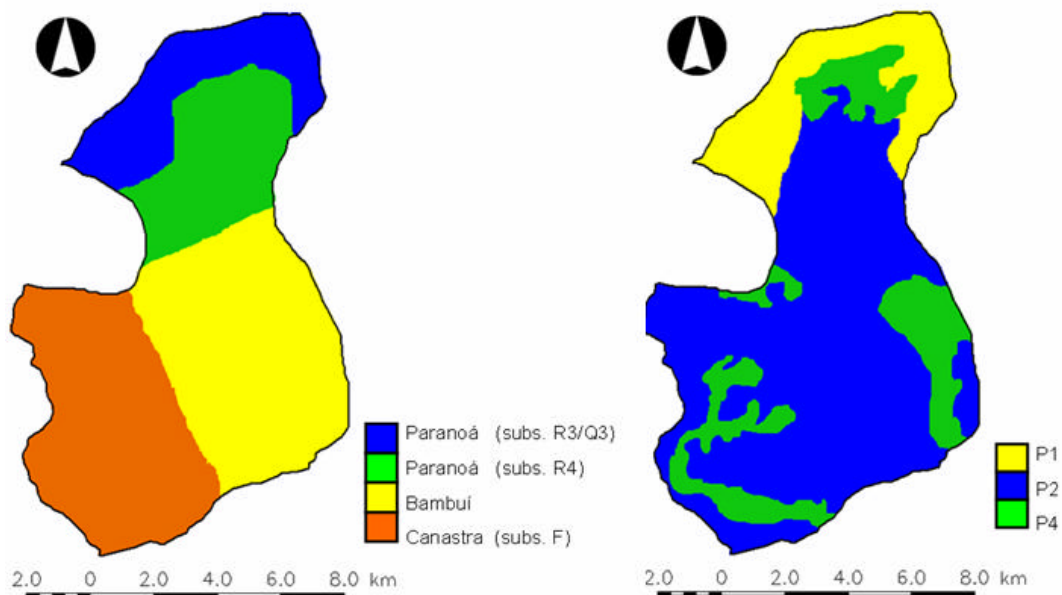 Paranoá (subs. R3/Q3)
Paranoá (subs. R4)
Bambuí
Canastra (subs. F)
2.0 0 2.0 4.0 6.0 8.0 km
P1
P2
P4
2.0 0 2.0 4.0 6.0 8.0 km